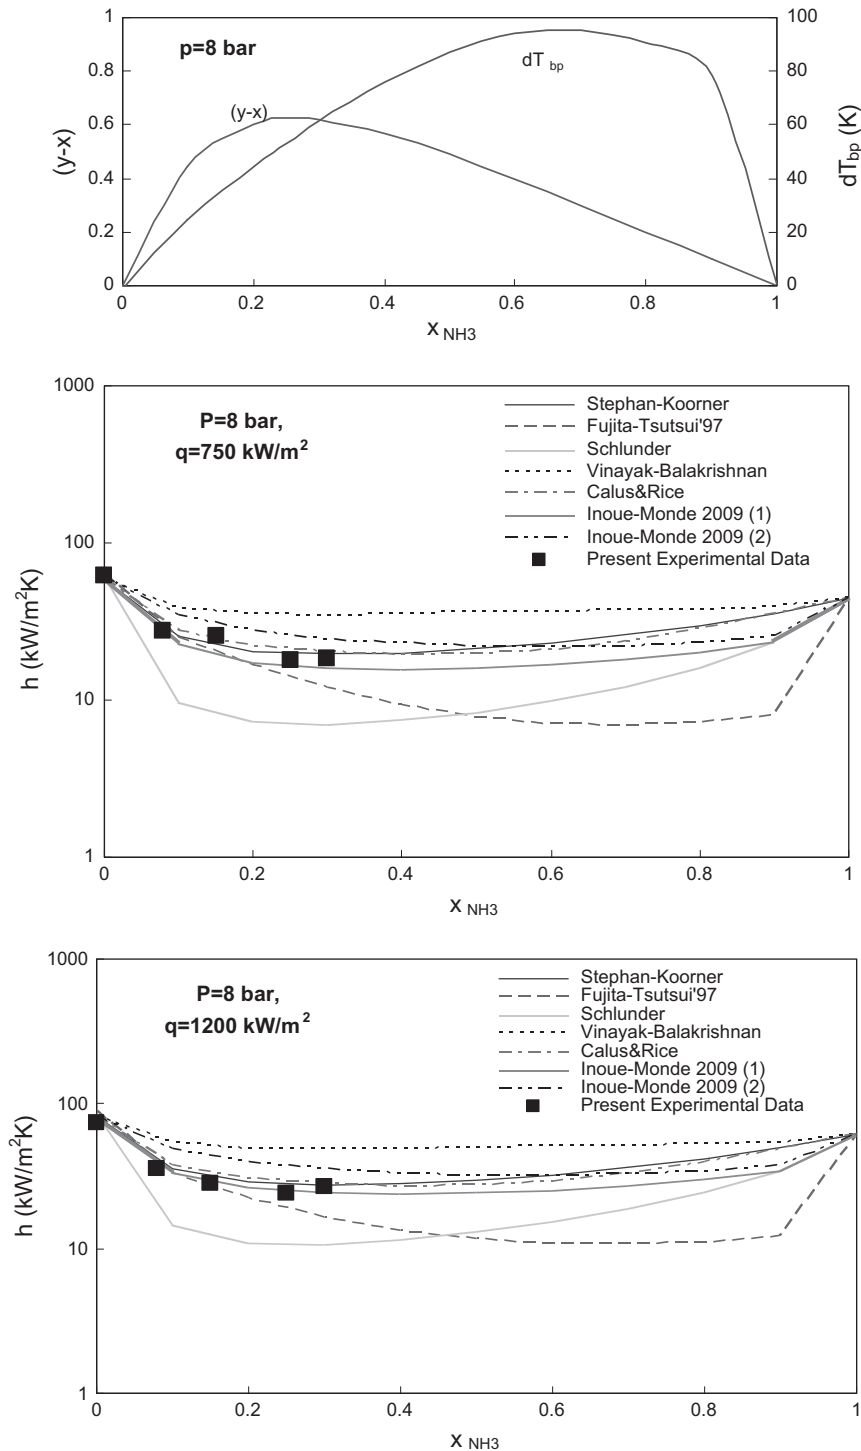 p=8 bar
(y-x)
dT bp
(y-x)
dT bp (K)
1
0.8
0.6
0.4
0.2
0
100
80
60
40
20
0
0
0.2
0.4
0.6
0.8
1
x NH3
P=8 bar,
q=750 kW/m²
Stephan-Koorner
Fujita-Tsutsui'97
Schlunder
Vinayak-Balakrishnan
Calus&Rice
Inoue-Monde 2009 (1)
Inoue-Monde 2009 (2)
Present Experimental Data
h (kW/m²K)
1000
100
10
1
0
0.2
0.4
0.6
0.8
1
x NH3
P=8 bar,
q=1200 kW/m²
Stephan-Koorner
Fujita-Tsutsui'97
Schlunder
Vinayak-Balakrishnan
Calus&Rice
Inoue-Monde 2009 (1)
Inoue-Monde 2009 (2)
Present Experimental Data
h (kW/m²K)
1000
100
10
1
0
0.2
0.4
0.6
0.8
1
x NH3